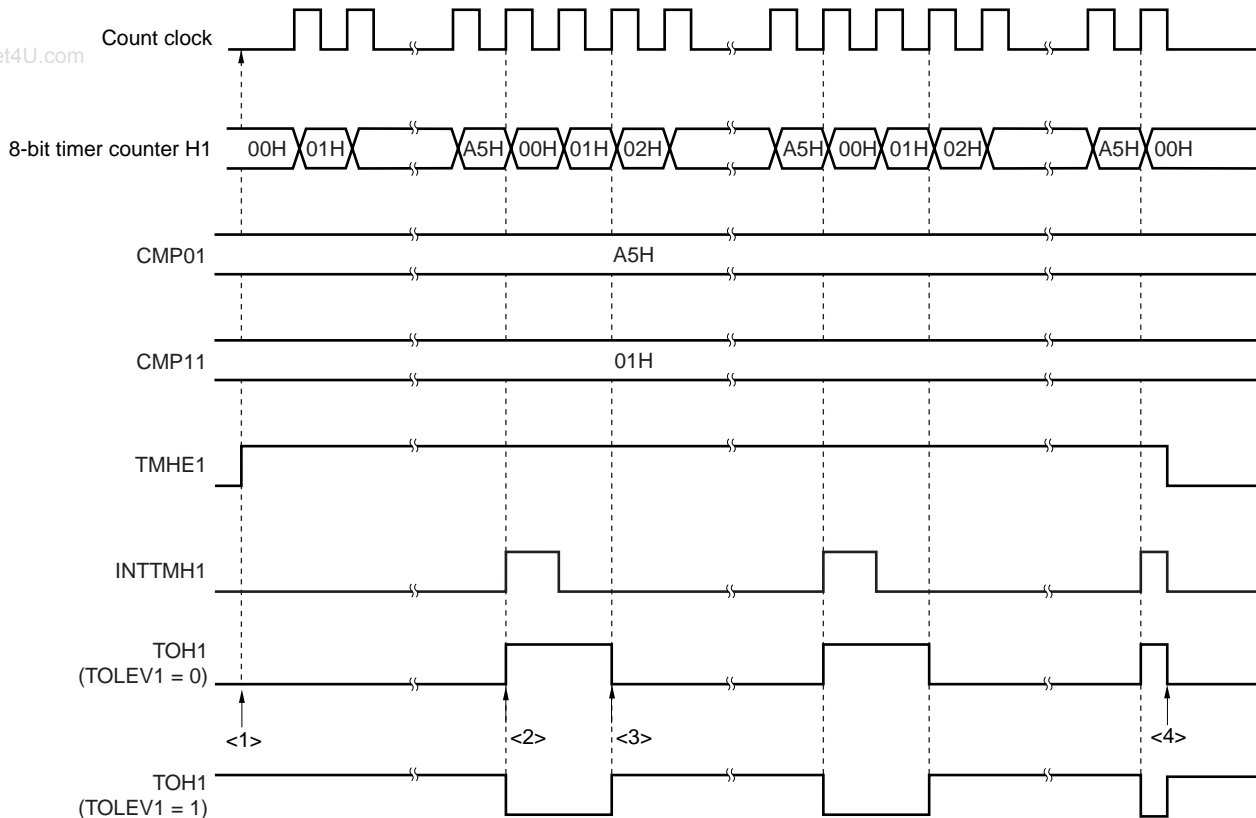 Count clock
et4U.com
8-bit timer counter H1 00H 01H A5H 00H 01H 02H A5H 00H 01H 02H A5H 00H
CMP01 A5H
CMP11 01H
TMHE1
INTTMH1
TOH1
(TOLEV1 = 0)
<1> <2> <3> <4>
TOH1
(TOLEV1 = 1)